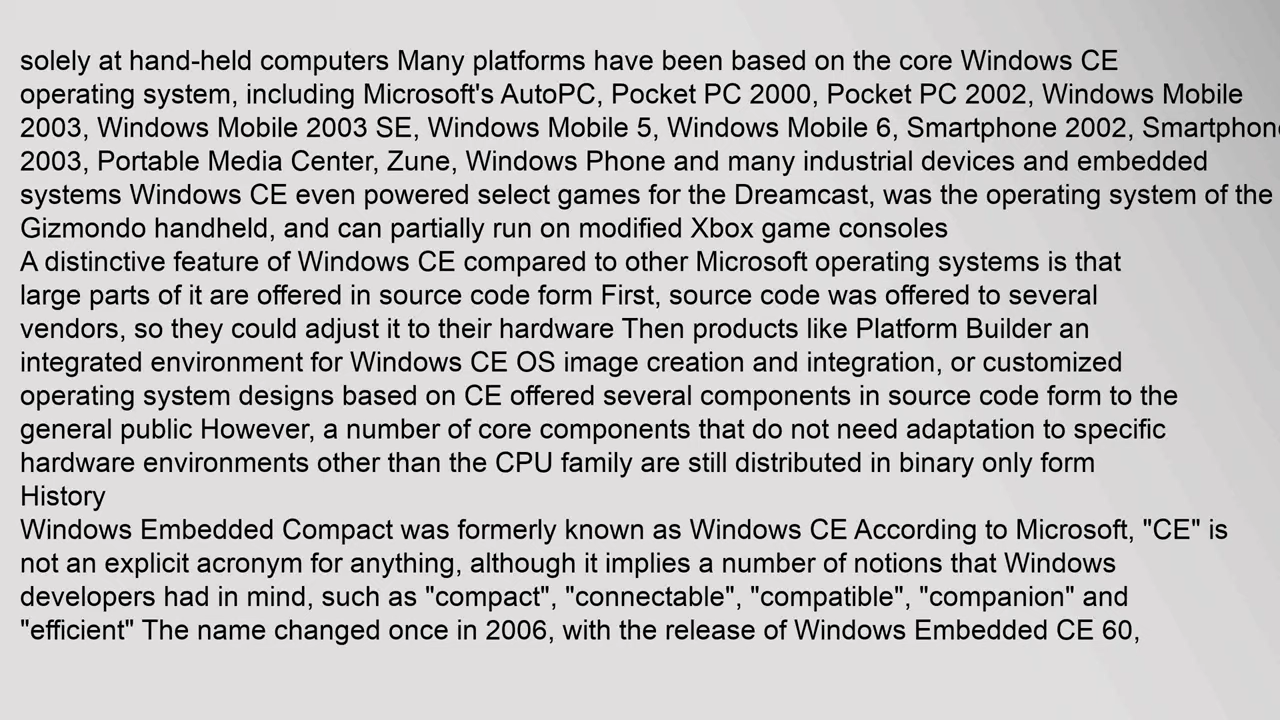 solely at hand-held computers Many platforms have been based on the core Windows CE
operating system, including Microsoft's AutoPC, Pocket PC 2000, Pocket PC 2002, Windows Mobile
2003, Windows Mobile 2003 SE, Windows Mobile 5, Windows Mobile 6, Smartphone 2002, Smartphone
2003, Portable Media Center, Zune, Windows Phone and many industrial devices and embedded
systems Windows CE even powered select games for the Dreamcast, was the operating system of the
Gizmondo handheld, and can partially run on modified Xbox game consoles
A distinctive feature of Windows CE compared to other Microsoft operating systems is that
large parts of it are offered in source code form First, source code was offered to several
vendors, so they could adjust it to their hardware Then products like Platform Builder an
integrated environment for Windows CE OS image creation and integration, or customized
operating system designs based on CE offered several components in source code form to the
general public However, a number of core components that do not need adaptation to specific
hardware environments other than the CPU family are still distributed in binary only form
History
Windows Embedded Compact was formerly known as Windows CE According to Microsoft, "CE" is
not an explicit acronym for anything, although it implies a number of notions that Windows
developers had in mind, such as "compact", "connectable", "compatible", "companion" and
"efficient" The name changed once in 2006, with the release of Windows Embedded CE 60,